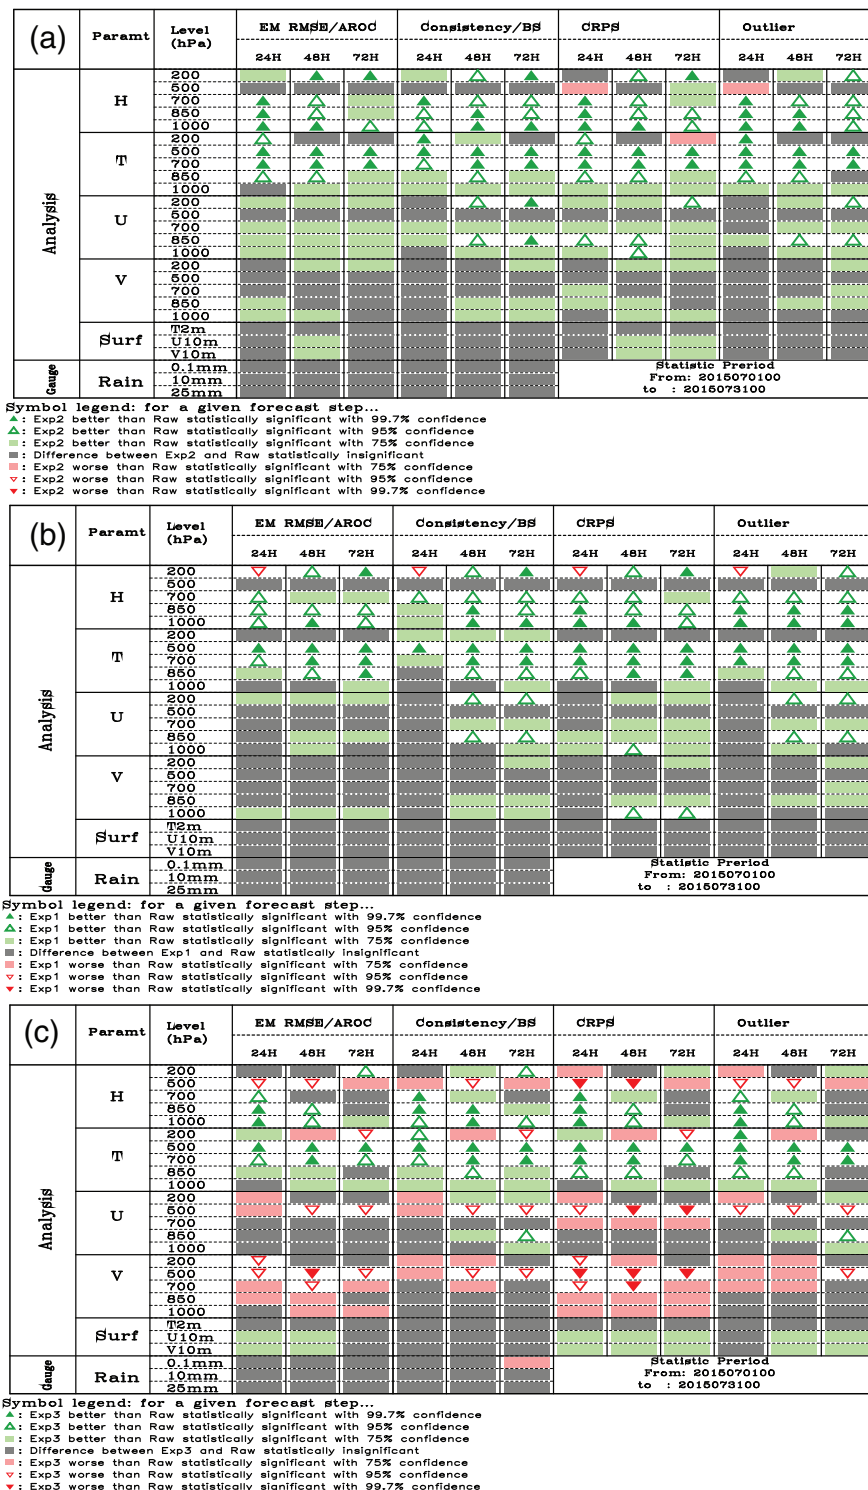 (a) Paramt Level (hPa) EM RMSE/AROC Consistency/BS CRPS Outlier
24H 48H 72H 24H 48H 72H 24H 48H 72H 24H 48H 72H
Analysis
H
200
500
700
850
1000
T
200
500
700
850
1000
U
200
500
700
850
1000
V
200
500
700
850
1000
Surf
T2m
U10m
V10m
Gauge
Rain
0.1mm
10mm
25mm
Statistic Preriod
From: 2015070100
to : 2015073100
Symbol legend: for a given forecast step...
: Exp2 better than Raw statistically significant with 99.7% confidence
: Exp2 better than Raw statistically significant with 95% confidence
: Exp2 better than Raw statistically significant with 75% confidence
: Difference between Exp2 and Raw statistically insignificant
: Exp2 worse than Raw statistically significant with 75% confidence
: Exp2 worse than Raw statistically significant with 95% confidence
: Exp2 worse than Raw statistically significant with 99.7% confidence
(b) Paramt Level (hPa) EM RMSE/AROC Consistency/BS CRPS Outlier
24H 48H 72H 24H 48H 72H 24H 48H 72H 24H 48H 72H
Analysis
H
200
500
700
850
1000
T
200
500
700
850
1000
U
200
500
700
850
1000
V
200
500
700
850
1000
Surf
T2m
U10m
V10m
Gauge
Rain
0.1mm
10mm
25mm
Statistic Preriod
From: 2015070100
to : 2015073100
Symbol legend: for a given forecast step...
: Exp1 better than Raw statistically significant with 99.7% confidence
: Exp1 better than Raw statistically significant with 95% confidence
: Exp1 better than Raw statistically significant with 75% confidence
: Difference between Exp1 and Raw statistically insignificant
: Exp1 worse than Raw statistically significant with 75% confidence
: Exp1 worse than Raw statistically significant with 95% confidence
: Exp1 worse than Raw statistically significant with 99.7% confidence
(c) Paramt Level (hPa) EM RMSE/AROC Consistency/BS CRPS Outlier
24H 48H 72H 24H 48H 72H 24H 48H 72H 24H 48H 72H
Analysis
H
200
500
700
850
1000
T
200
500
700
850
1000
U
200
500
700
850
1000
V
200
500
700
850
1000
Surf
T2m
U10m
V10m
Gauge
Rain
0.1mm
10mm
25mm
Statistic Preriod
From: 2015070100
to : 2015073100
Symbol legend: for a given forecast step...
: Exp3 better than Raw statistically significant with 99.7% confidence
: Exp3 better than Raw statistically significant with 95% confidence
: Exp3 better than Raw statistically significant with 75% confidence
: Difference between Exp3 and Raw statistically insignificant
: Exp3 worse than Raw statistically significant with 75% confidence
: Exp3 worse than Raw statistically significant with 95% confidence
: Exp3 worse than Raw statistically significant with 99.7% confidence